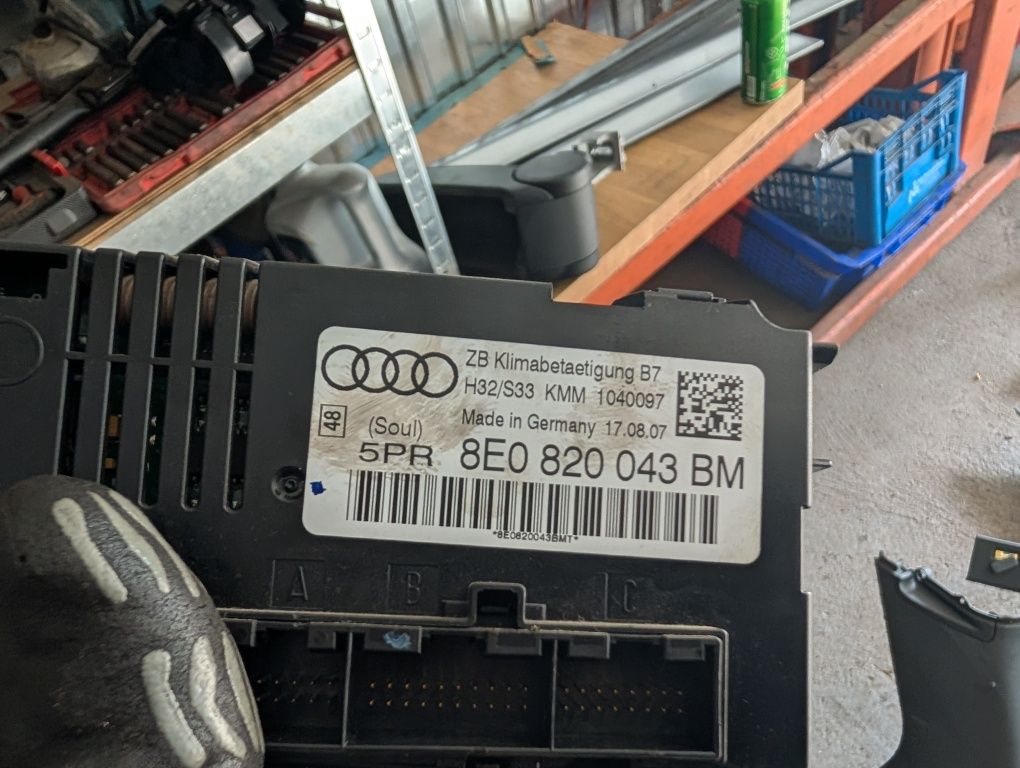 ZB Klimabetaetigung B7
H32/S33 KMM 1040097
Made in Germany 17.08.07
48
(Soul)
5PR 8E0 820 043 BM
*8E0820043BMT*
A B C